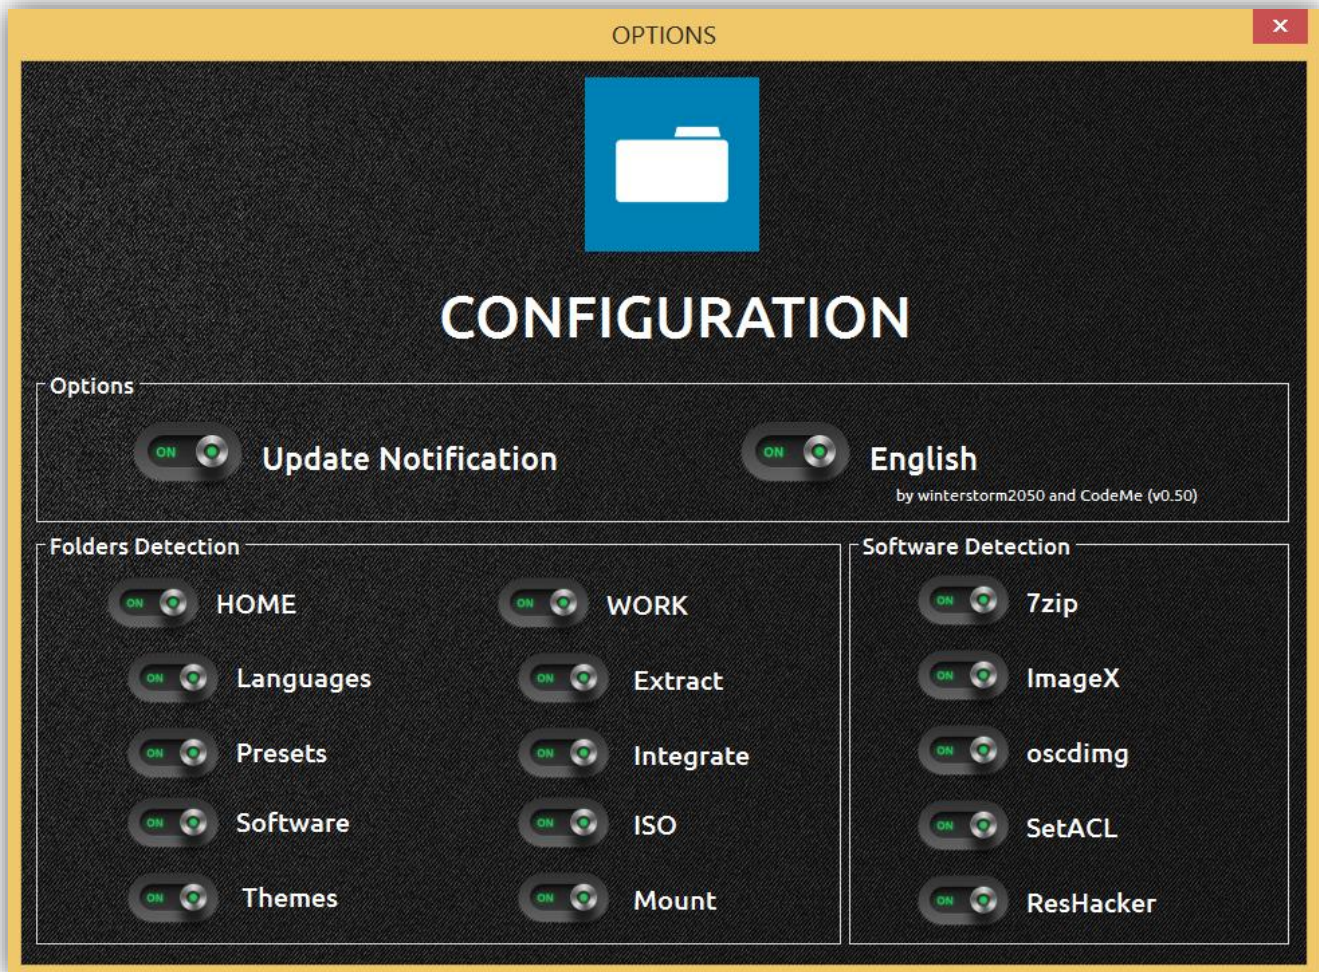 OPTIONS
CONFIGURATION
Options
ON Update Notification
ON English
by winterstorm2050 and CodeMe (v0.50)
Folders Detection
ON HOME
ON WORK
ON Languages
ON Extract
ON Presets
ON Integrate
ON Software
ON ISO
ON Themes
ON Mount
Software Detection
ON 7zip
ON ImageX
ON oscdimg
ON SetACL
ON ResHacker